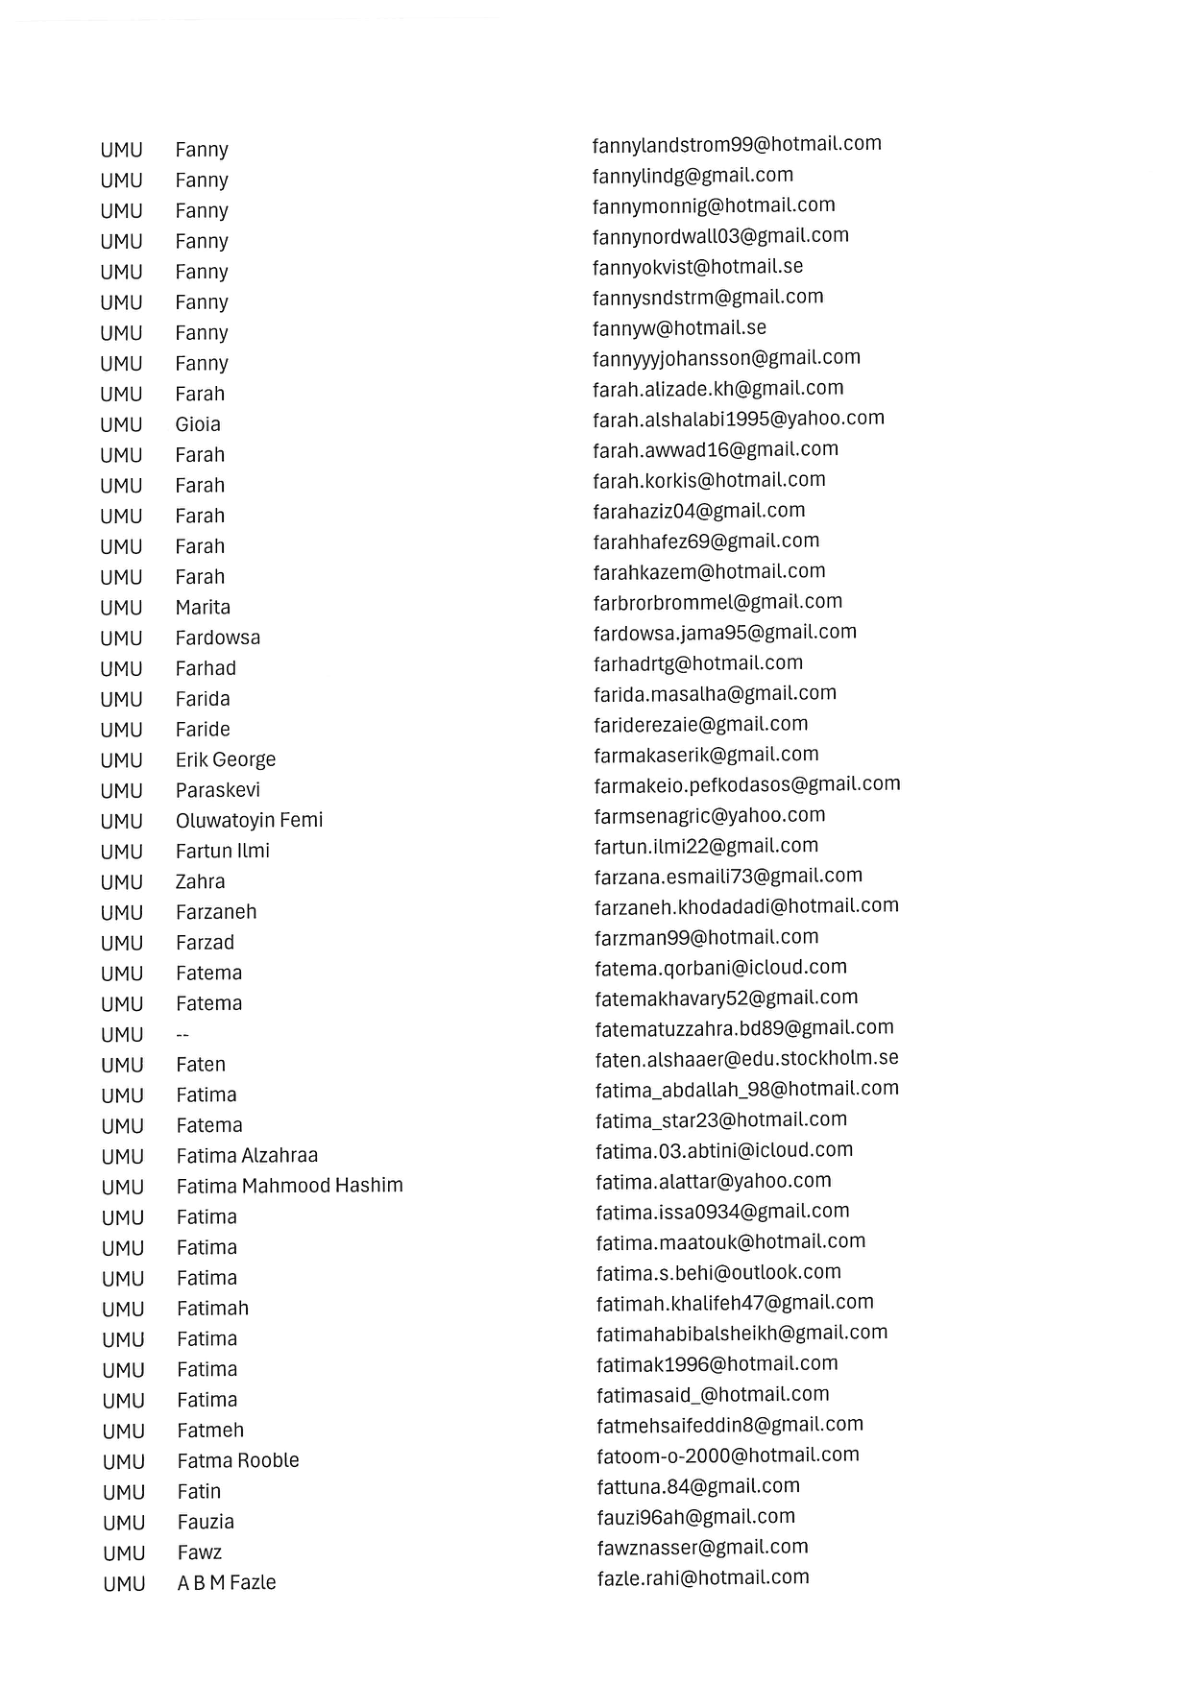 UMU Fanny fannylandstrom99@hotmail.com
UMU Fanny fannylindg@gmail.com
UMU Fanny fannymonnig@hotmail.com
UMU Fanny fannynordwall03@gmail.com
UMU Fanny fannyokvist@hotmail.se
UMU Fanny fannysndstrm@gmail.com
UMU Fanny fannyw@hotmail.se
UMU Fanny fannyyyjohansson@gmail.com
UMU Farah farah.alizade.kh@gmail.com
UMU Gioia farah.alshalabi1995@yahoo.com
UMU Farah farah.awwad16@gmail.com
UMU Farah farah.korkis@hotmail.com
UMU Farah farahaziz04@gmail.com
UMU Farah farahhafez69@gmail.com
UMU Farah farahkazem@hotmail.com
UMU Marita farbrorbrommel@gmail.com
UMU Fardowsa fardowsa.jama95@gmail.com
UMU Farhad farhadrtg@hotmail.com
UMU Farida farida.masalha@gmail.com
UMU Faride fariderezaie@gmail.com
UMU Erik George farmakaserik@gmail.com
UMU Paraskevi farmakeio.pefkodasos@gmail.com
UMU Oluwatoyin Femi farmsenagric@yahoo.com
UMU Fartun Ilmi fartun.ilmi22@gmail.com
UMU Zahra farzana.esmaili73@gmail.com
UMU Farzaneh farzaneh.khodadadi@hotmail.com
UMU Farzad farzman99@hotmail.com
UMU Fatema fatema.qorbani@icloud.com
UMU Fatema fatemakhavary52@gmail.com
UMU -- fatematuzzahra.bd89@gmail.com
UMU Faten faten.alshaaer@edu.stockholm.se
UMU Fatima fatima_abdallah_98@hotmail.com
UMU Fatema fatima_star23@hotmail.com
UMU Fatima Alzahraa fatima.03.abtini@icloud.com
UMU Fatima Mahmood Hashim fatima.alattar@yahoo.com
UMU Fatima fatima.issa0934@gmail.com
UMU Fatima fatima.maatouk@hotmail.com
UMU Fatima fatima.s.behi@outlook.com
UMU Fatimah fatimah.khalifeh47@gmail.com
UMU Fatima fatimahabibalsheikh@gmail.com
UMU Fatima fatimak1996@hotmail.com
UMU Fatima fatimasaid_@hotmail.com
UMU Fatmeh fatmehsaifeddin8@gmail.com
UMU Fatma Rooble fatoom-o-2000@hotmail.com
UMU Fatin fattuna.84@gmail.com
UMU Fauzia fauzi96ah@gmail.com
UMU Fawz fawznasser@gmail.com
UMU A B M Fazle fazle.rahi@hotmail.com